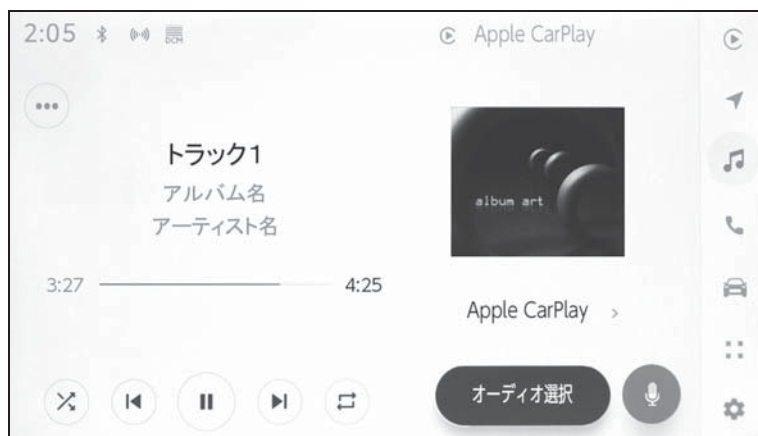 2:05
DCM
Apple CarPlay
トラック1
アルバム名
アーティスト名
album art
3:27
4:25
Apple CarPlay
オーディオ選択